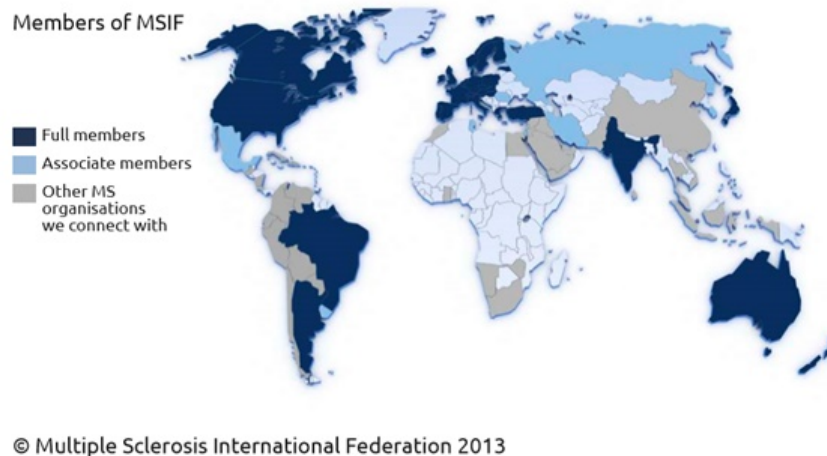 Members of MSIF
Full members
Associate members
Other MS
organisations
we connect with
© Multiple Sclerosis International Federation 2013